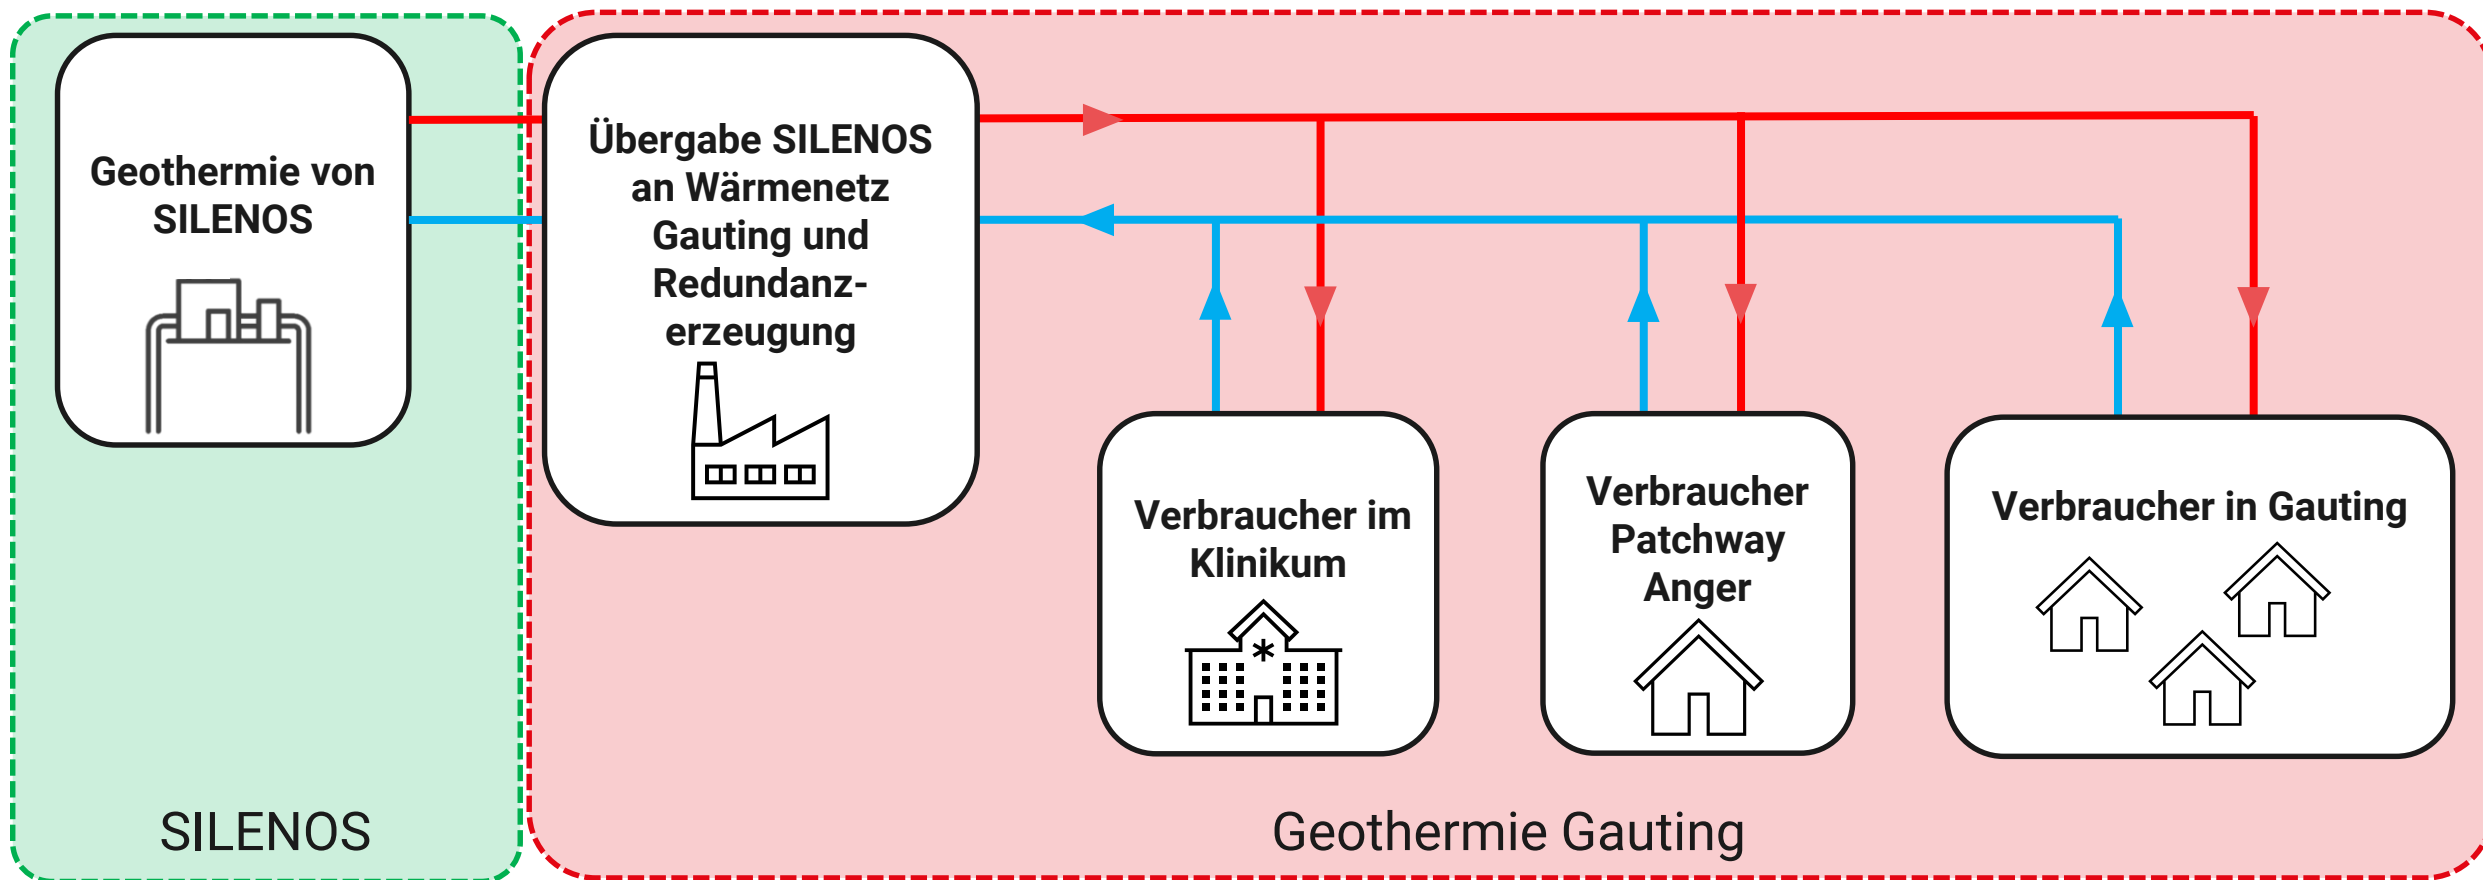 Geothermie von
SILENOS
Übergabe SILENOS
an Wärmenetz
Gauting und
Redundanz-
erzeugung
Verbraucher im
Klinikum
Verbraucher
Patchway
Anger
Verbraucher in Gauting
SILENOS
Geothermie Gauting